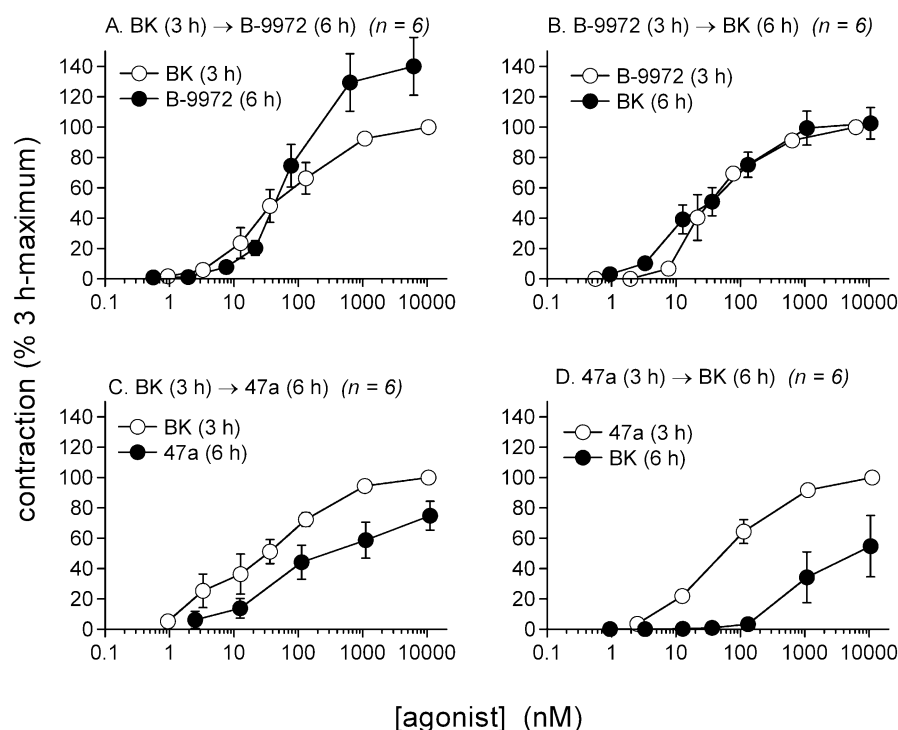 A. BK (3 h) → B-9972 (6 h) (n = 6)
BK (3 h)
B-9972 (6 h)
140
120
100
80
60
40
20
0
0.1 1 10 100 1000 10000
B. B-9972 (3 h) → BK (6 h) (n = 6)
B-9972 (3 h)
BK (6 h)
140
120
100
80
60
40
20
0
0.1 1 10 100 1000 10000
contraction (% 3 h-maximum)
C. BK (3 h) → 47a (6 h) (n = 6)
BK (3 h)
47a (6 h)
140
120
100
80
60
40
20
0
0.1 1 10 100 1000 10000
D. 47a (3 h) → BK (6 h) (n = 6)
47a (3 h)
BK (6 h)
140
120
100
80
60
40
20
0
0.1 1 10 100 1000 10000
[agonist] (nM)